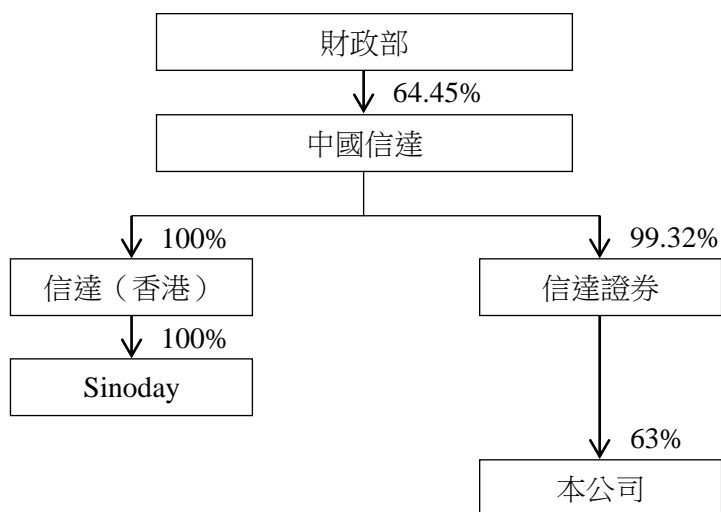 財政部
64.45%
中國信達
100%
99.32%
信達（香港）
信達證券
100%
Sinoday
63%
本公司